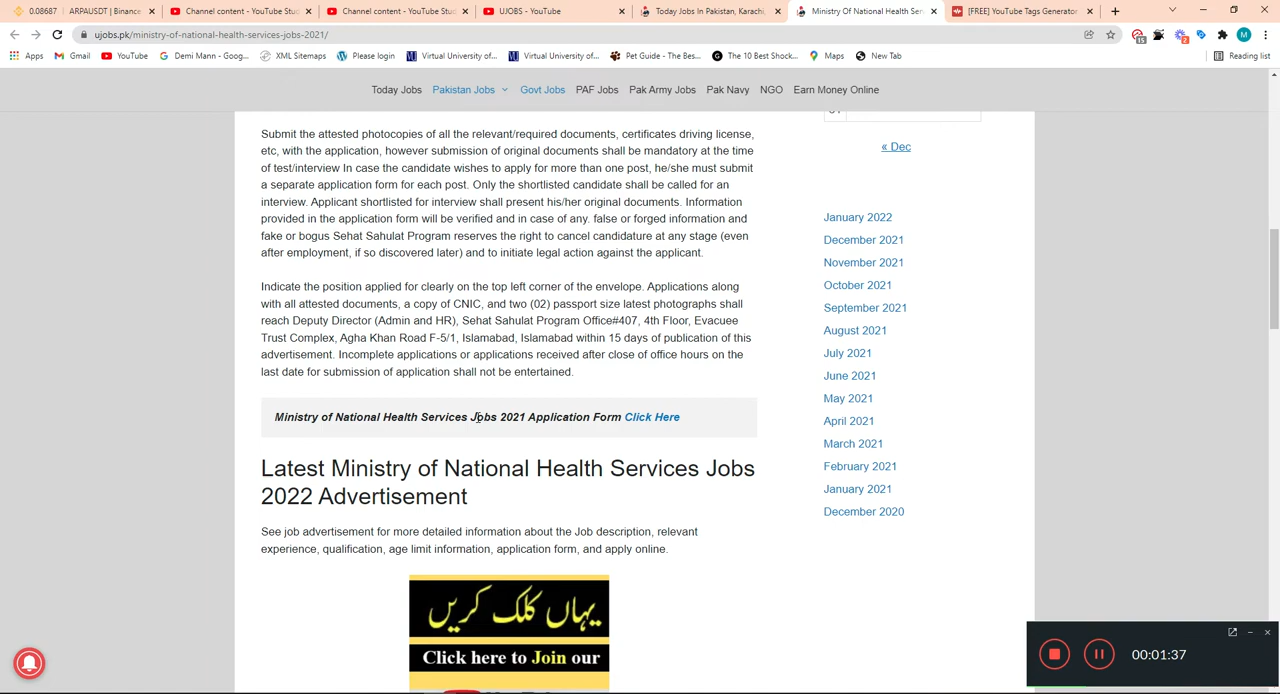 0.08687 ARPAUSDT | Binance
Channel content - YouTube Stu
Channel content - YouTube Stu
UJOBS - YouTube
Today Jobs In Pakistan, Karachi,
Ministry Of National Health Ser
[FREE] YouTube Tags Generator
ujobs.pk/ministry-of-national-health-services-jobs-2021/
15
2
M
Apps
Gmail
YouTube
Demi Mann - Goog...
XML Sitemaps
Please login
Virtual University of...
Virtual University of...
Pet Guide - The Bes...
The 10 Best Shock...
Maps
New Tab
Reading list
Today Jobs
Pakistan Jobs
Govt Jobs
PAF Jobs
Pak Army Jobs
Pak Navy
NGO
Earn Money Online
Submit the attested photocopies of all the relevant/required documents, certificates driving license,
etc, with the application, however submission of original documents shall be mandatory at the time
of test/interview In case the candidate wishes to apply for more than one post, he/she must submit
a separate application form for each post. Only the shortlisted candidate shall be called for an
interview. Applicant shortlisted for interview shall present his/her original documents. Information
provided in the application form will be verified and in case of any. false or forged information and
fake or bogus Sehat Sahulat Program reserves the right to cancel candidature at any stage (even
after employment, if so discovered later) and to initiate legal action against the applicant.
Indicate the position applied for clearly on the top left corner of the envelope. Applications along
with all attested documents, a copy of CNIC, and two (02) passport size latest photographs shall
reach Deputy Director (Admin and HR), Sehat Sahulat Program Office#407, 4th Floor, Evacuee
Trust Complex, Agha Khan Road F-5/1, Islamabad, Islamabad within 15 days of publication of this
advertisement. Incomplete applications or applications received after close of office hours on the
last date for submission of application shall not be entertained.
Ministry of National Health Services Jobs 2021 Application Form Click Here
Latest Ministry of National Health Services Jobs
2022 Advertisement
See job advertisement for more detailed information about the Job description, relevant
experience, qualification, age limit information, application form, and apply online.
یہاں کلک کریں
Click here to Join our
« Dec
January 2022
December 2021
November 2021
October 2021
September 2021
August 2021
July 2021
June 2021
May 2021
April 2021
March 2021
February 2021
January 2021
December 2020
00:01:37